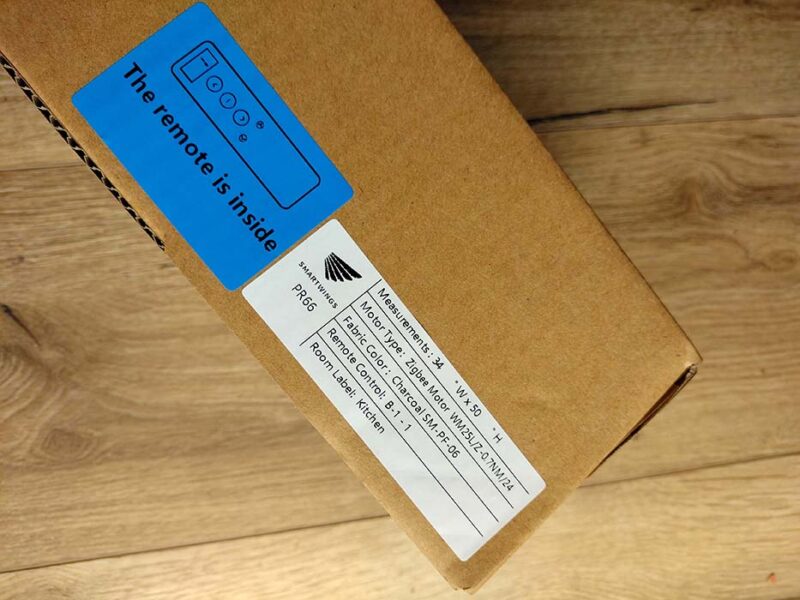 The remote is inside
SMARTWINGS
PR66
Measurements: 34 "W x 50 "H
Motor Type: Zigbee Motor WM25L/Z-0.7NM/24
Fabric Color: Charcoal SM-PF-06
Remote Control: B-1 - 1
Room Label: Kitchen